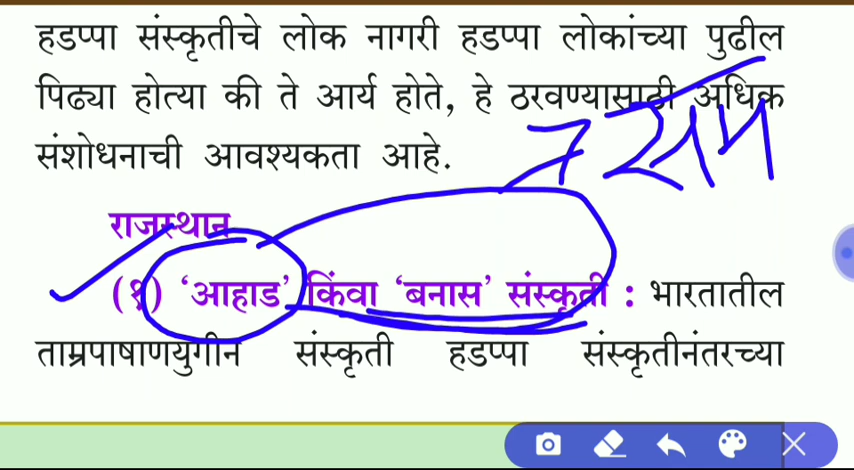 हडप्पा संस्कृतीचे लोक नागरी हडप्पा लोकांच्या पुढील
पिढ्या होत्या की ते आर्य होते, हे ठरवण्यासाठी अधिक
संशोधनाची आवश्यकता आहे.
राजस्थान
(१) ‘आहाड’ किंवा ‘बनास’ संस्कृती : भारतातील
ताम्रपाषाणयुगीन संस्कृती हडप्पा संस्कृतीनंतरच्या